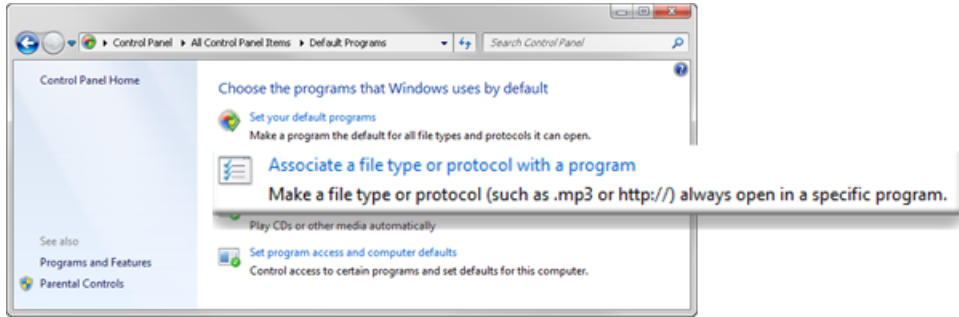 Control Panel ▸ All Control Panel Items ▸ Default Programs
Search Control Panel
Control Panel Home
Choose the programs that Windows uses by default
Set your default programs
Make a program the default for all file types and protocols it can open.
Associate a file type or protocol with a program
Make a file type or protocol (such as .mp3 or http://) always open in a specific program.
Play CDs or other media automatically
See also
Programs and Features
Parental Controls
Set program access and computer defaults
Control access to certain programs and set defaults for this computer.